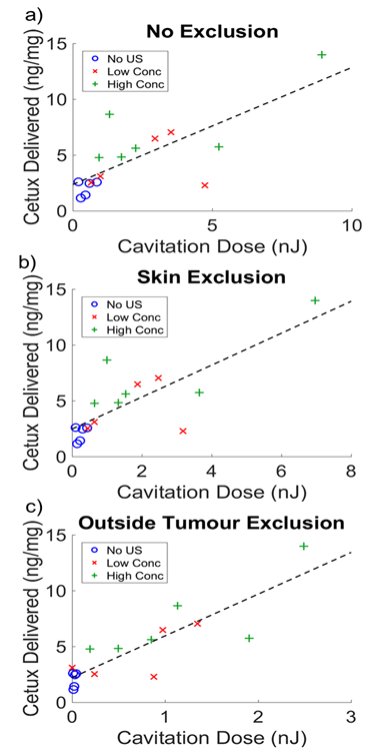 a)
No Exclusion
Cetux Delivered (ng/mg)
15
10
5
0
No US
Low Conc
High Conc
0 5 10
Cavitation Dose (nJ)
b)
Skin Exclusion
Cetux Delivered (ng/mg)
15
10
5
0
No US
Low Conc
High Conc
0 2 4 6 8
Cavitation Dose (nJ)
c)
Outside Tumour Exclusion
Cetux Delivered (ng/mg)
15
10
5
0
No US
Low Conc
High Conc
0 1 2 3
Cavitation Dose (nJ)